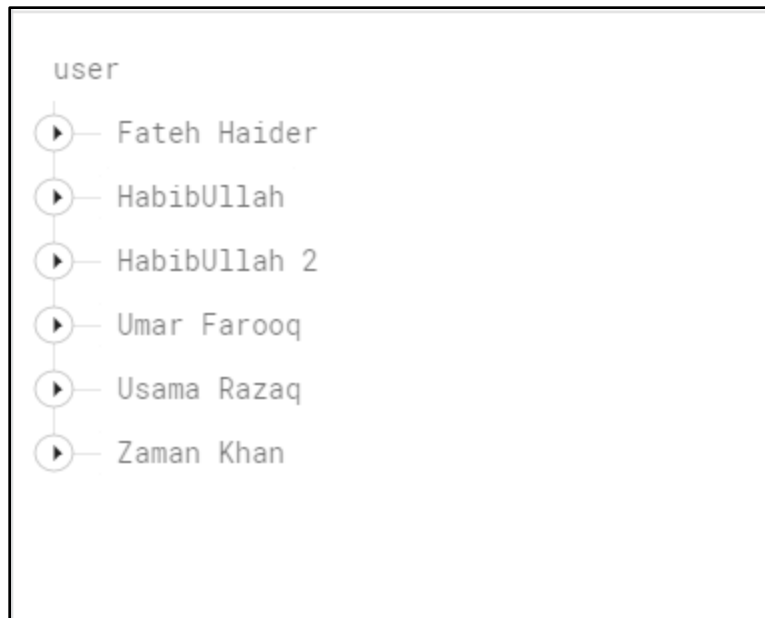 user
Fateh Haider
HabibUllah
HabibUllah 2
Umar Farooq
Usama Razaq
Zaman Khan